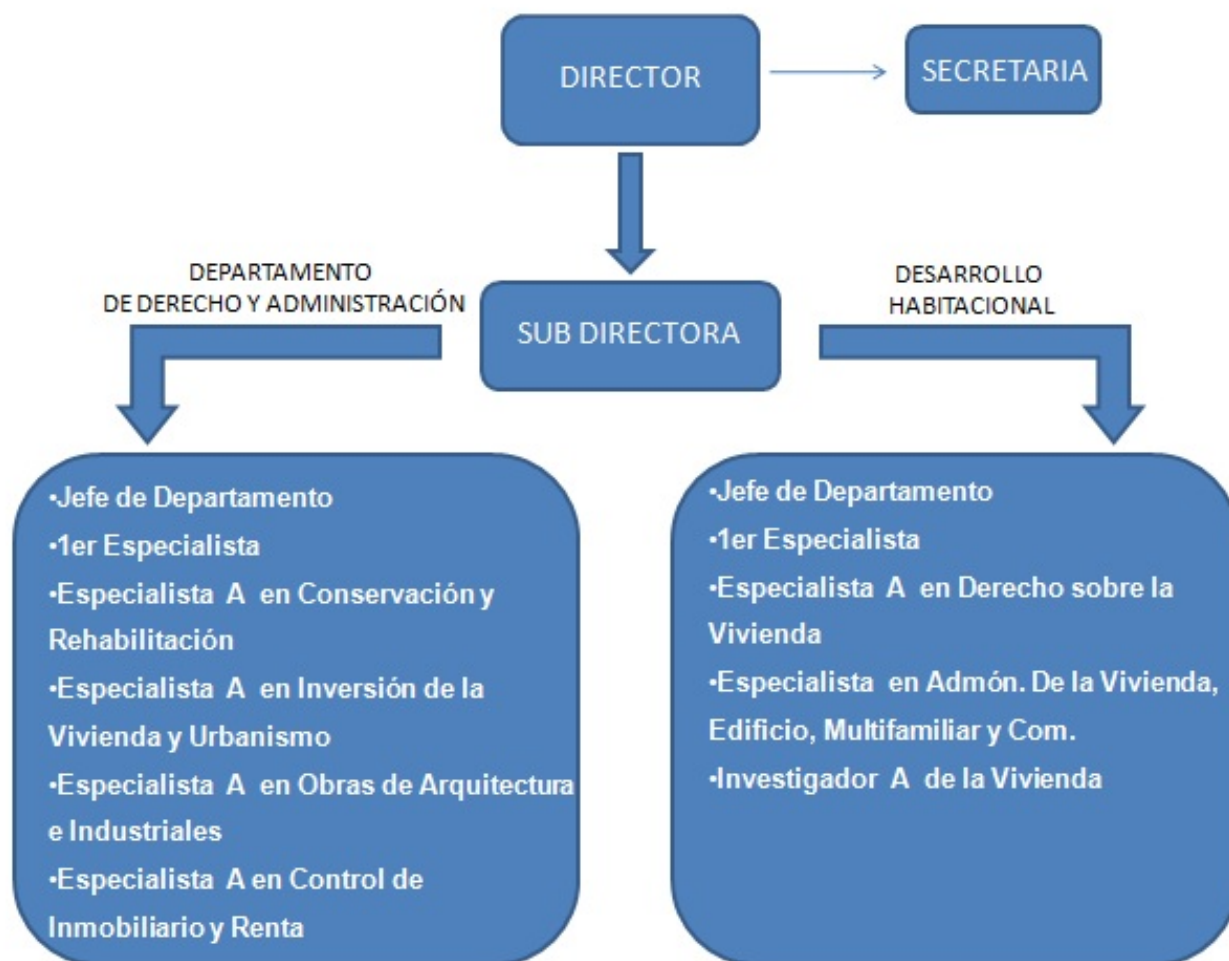 DIRECTOR
SECRETARIA
DEPARTAMENTO
DE DERECHO Y ADMINISTRACIÓN
SUB DIRECTORA
DESARROLLO
HABITACIONAL
•Jefe de Departamento
•1er Especialista
•Especialista A en Conservación y
Rehabilitación
•Especialista A en Inversión de la
Vivienda y Urbanismo
•Especialista A en Obras de Arquitectura
e Industriales
•Especialista A en Control de
Inmobiliario y Renta
•Jefe de Departamento
•1er Especialista
•Especialista A en Derecho sobre la
Vivienda
•Especialista en Admón. De la Vivienda,
Edificio, Multifamiliar y Com.
•Investigador A de la Vivienda